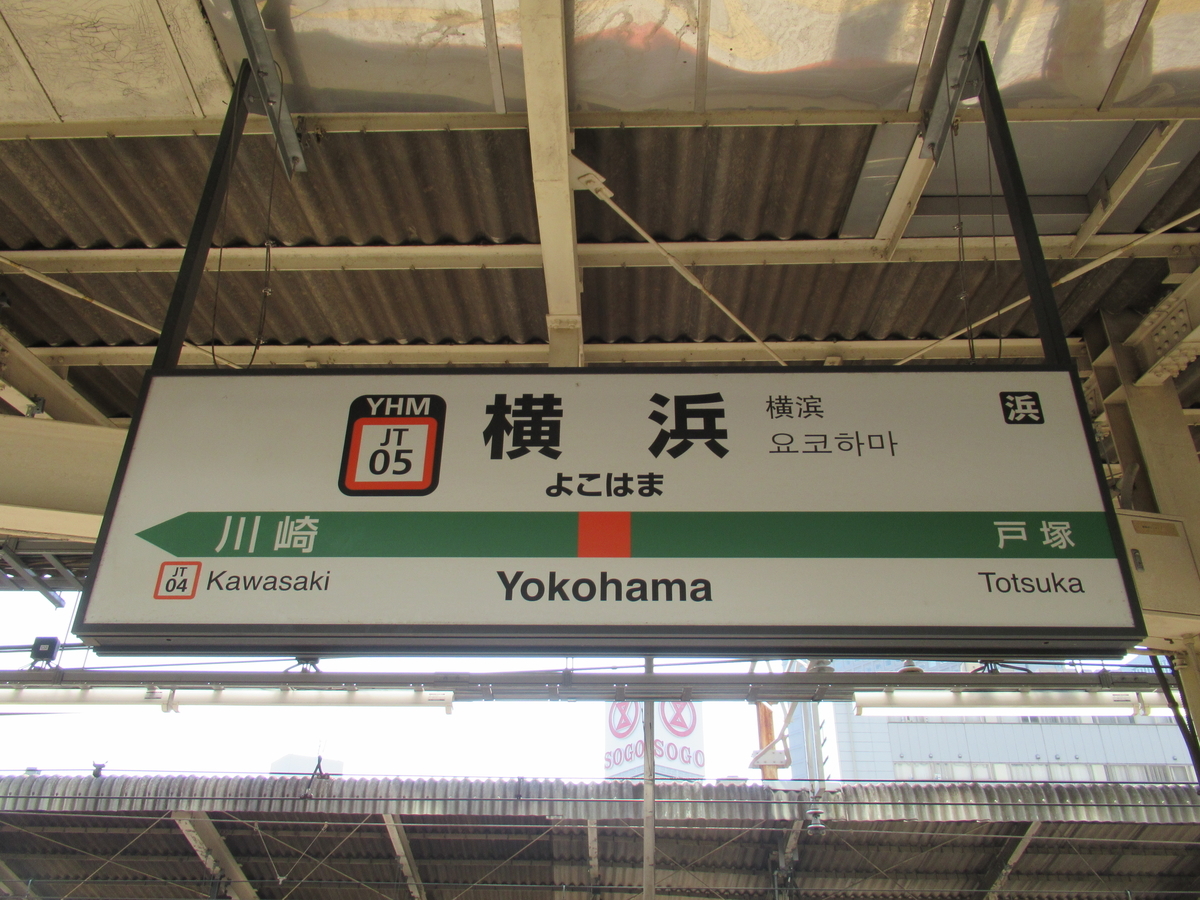 YHM
JT
05
横浜
横滨
요코하마
浜
よこはま
川崎
戸塚
JT
04
Kawasaki
Yokohama
Totsuka
SOGO SOGO